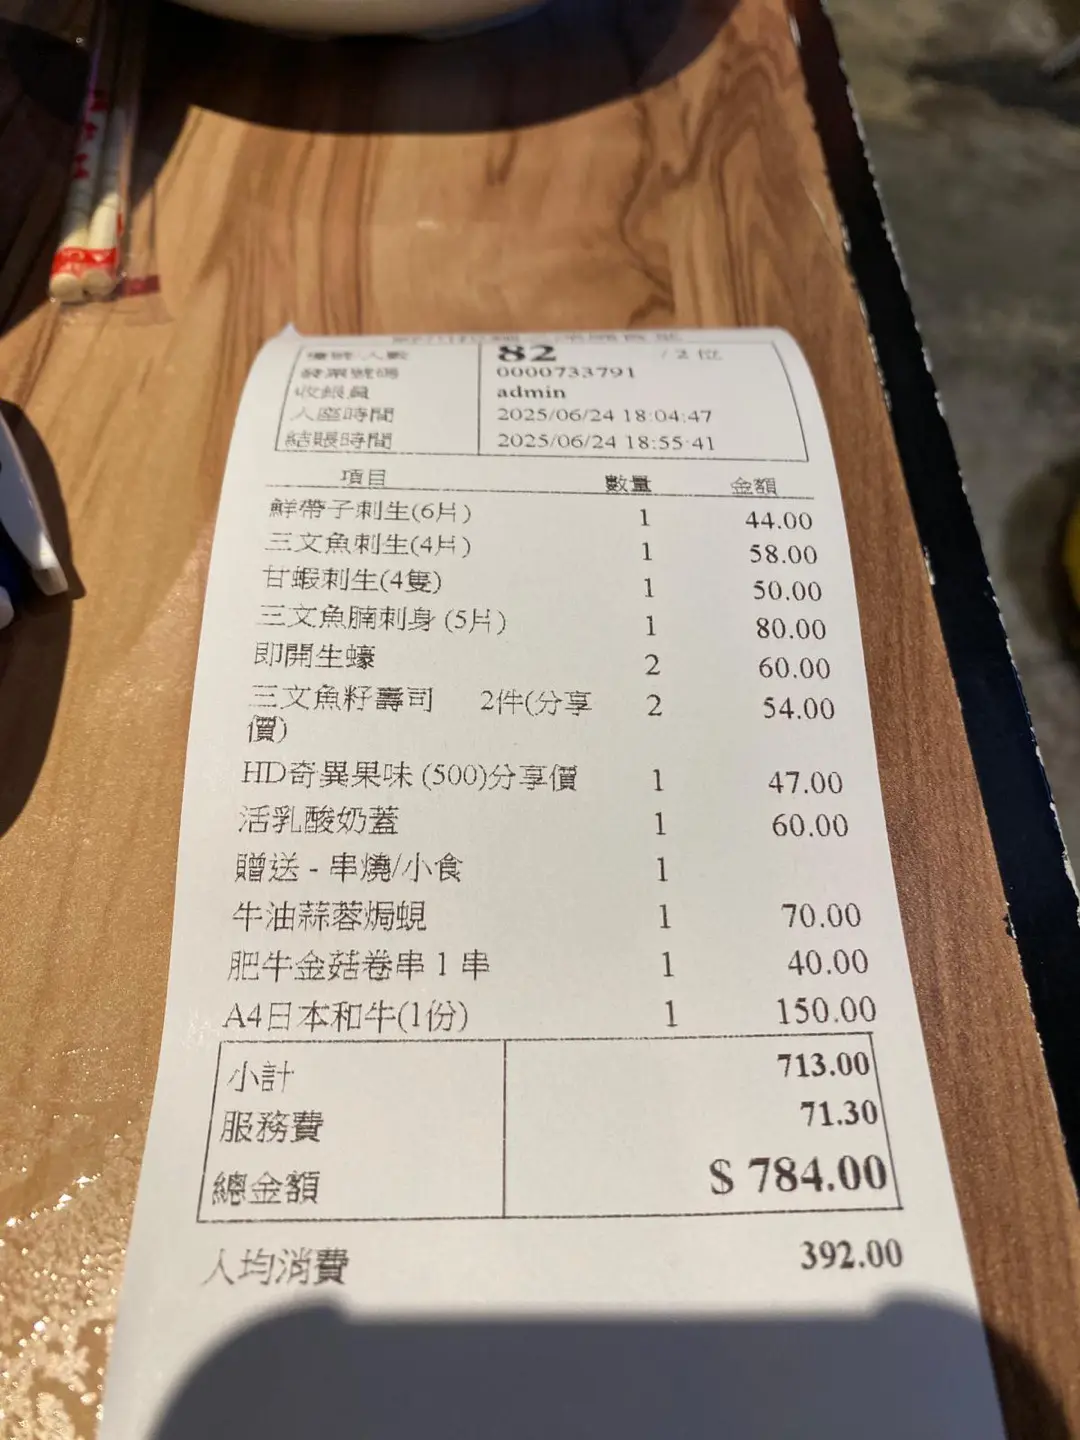 82 / 2 位
發票號碼 0000733791
收銀員 admin
入座時間 2025/06/24 18:04:47
結賬時間 2025/06/24 18:55:41
項目 數量 金額
鮮帶子刺生(6片) 1 44.00
三文魚刺生(4片) 1 58.00
甘蝦刺生(4隻) 1 50.00
三文魚腩刺身 (5片) 1 80.00
即開生蠔 2 60.00
三文魚籽壽司 2件(分享 2 54.00
價)
HD奇異果味 (500)分享價 1 47.00
活乳酸奶蓋 1 60.00
贈送 - 串燒/小食 1
牛油蒜蓉焗蜆 1 70.00
肥牛金菇卷串 1 串 1 40.00
A4日本和牛(1份) 1 150.00
小計 713.00
服務費 71.30
總金額 $ 784.00
人均消費 392.00